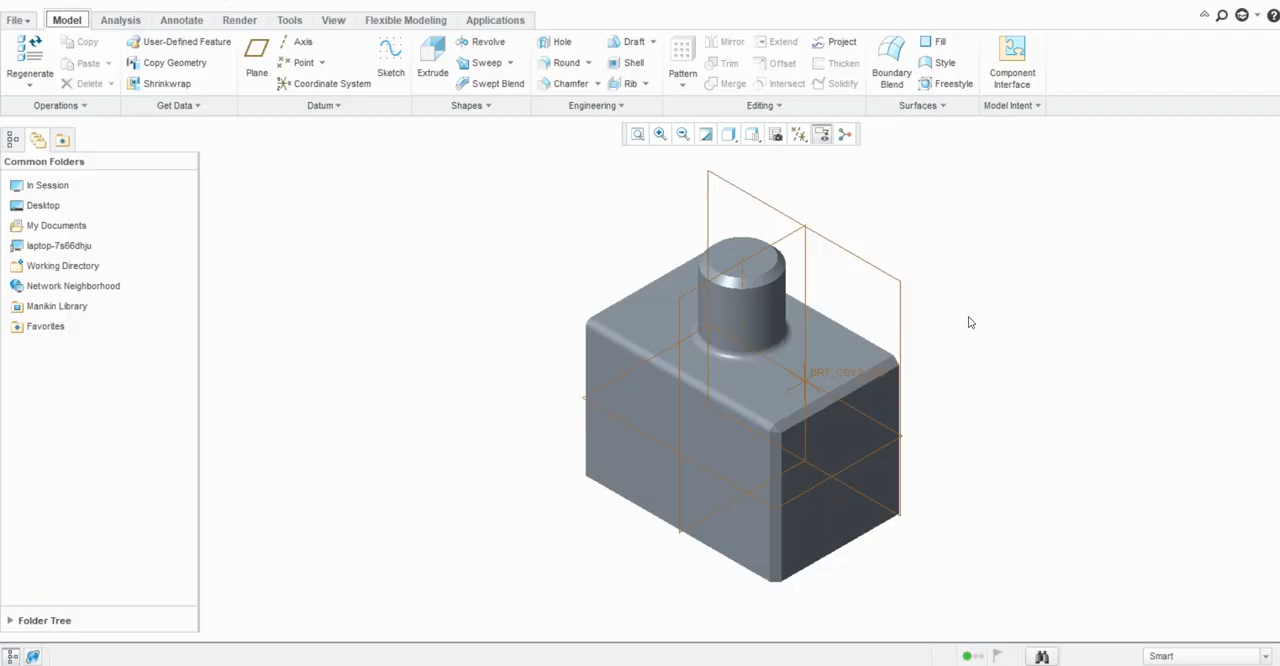 File
Model
Analysis
Annotate
Render
Tools
View
Flexible Modeling
Applications
Regenerate
Copy
Paste
Delete
Operations
User-Defined Feature
Copy Geometry
Shrinkwrap
Get Data
Plane
Axis
Point
Coordinate System
Sketch
Datum
Extrude
Revolve
Sweep
Swept Blend
Shapes
Hole
Round
Chamfer
Draft
Shell
Rib
Engineering
Pattern
Mirror
Trim
Merge
Extend
Offset
Intersect
Project
Thicken
Solidify
Editing
Boundary
Blend
Fill
Style
Freestyle
Surfaces
Component
Interface
Model Intent
Common Folders
In Session
Desktop
My Documents
laptop-7s66dhju
Working Directory
Network Neighborhood
Manikin Library
Favorites
Folder Tree
Smart